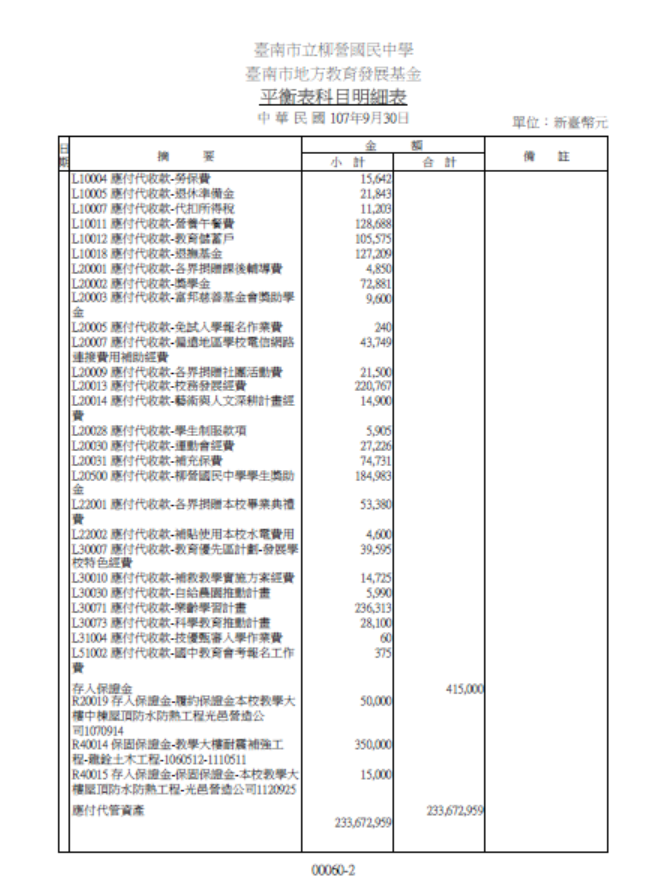 臺南市立柳營國民中學
臺南市地方教育發展基金
平衡表科目明細表
中華民國107年9月30日
單位：新臺幣元
日期 摘要 金額 備註
小計 合計
L10004 應付代收款-勞保費 15,642
L10005 應付代收款-退休準備金 21,843
L10007 應付代收款-代扣所得稅 11,203
L10011 應付代收款-營養午餐費 128,688
L10012 應付代收款-教育儲蓄戶 105,575
L10018 應付代收款-退撫基金 127,209
L20001 應付代收款-各界捐贈課後輔導費 4,850
L20002 應付代收款-獎學金 72,881
L20003 應付代收款-富邦慈善基金會獎助學 9,600
金
L20005 應付代收款-免試入學報名作業費 240
L20007 應付代收款-偏遠地區學校電信網路 43,749
連接費用補助經費
L20009 應付代收款-各界捐贈社團活動費 21,500
L20013 應付代收款-校務發展經費 220,767
L20014 應付代收款-藝術與人文深耕計畫經 14,900
費
L20028 應付代收款-學生制服款項 5,905
L20030 應付代收款-運動會經費 27,226
L20031 應付代收款-補充保費 74,731
L20500 應付代收款-柳營國民中學學生獎助 184,983
金
L22001 應付代收款-各界捐贈本校畢業典禮 53,380
費
L22002 應付代收款-補貼使用本校水電費用 4,600
L30007 應付代收款-教育優先區計劃-發展學 39,595
校特色經費
L30010 應付代收款-補救教學實施方案經費 14,725
L30030 應付代收款-自給農園推動計畫 5,990
L30071 應付代收款-樂齡學習計畫 236,313
L30073 應付代收款-科學教育推動計畫 28,100
L31004 應付代收款-技優甄審入學作業費 60
L51002 應付代收款-國中教育會考報名工作 375
費
存入保證金 415,000
R20019 存入保證金-履約保證金本校教學大 50,000
樓中棟屋頂防水防熱工程光邑營造公
司1070914
R40014 保固保證金-教學大樓耐震補強工 350,000
程-龍銓土木工程-1060512-1110511
R40015 存入保證金-保固保證金-本校教學大 15,000
樓屋頂防水防熱工程-光邑營造公司1120925
應付代管資產 233,672,959
233,672,959
00060-2